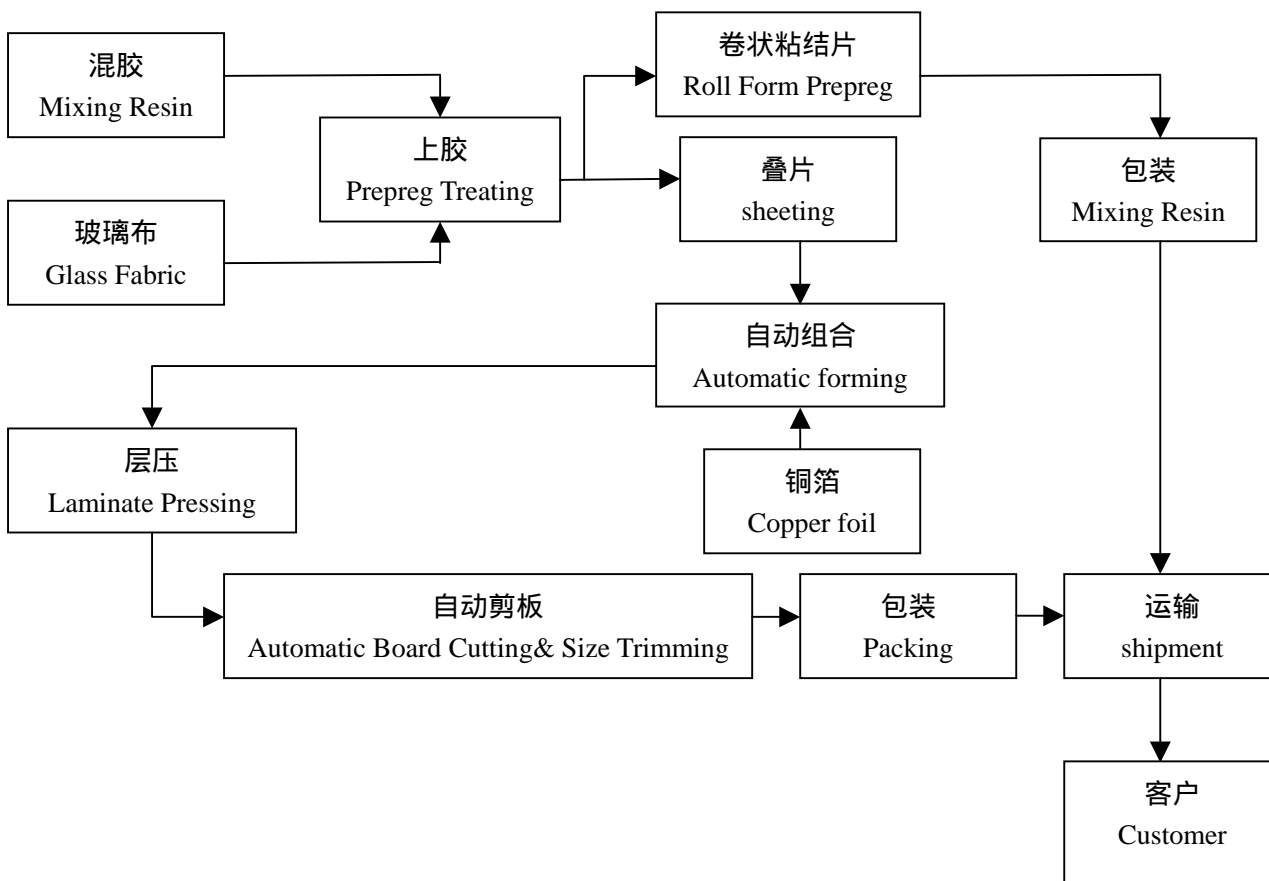 混胶
Mixing Resin
卷状粘结片
Roll Form Prepreg
上胶
Prepreg Treating
叠片
sheeting
包装
Mixing Resin
玻璃布
Glass Fabric
自动组合
Automatic forming
层压
Laminate Pressing
铜箔
Copper foil
自动剪板
Automatic Board Cutting& Size Trimming
包装
Packing
运输
shipment
客户
Customer